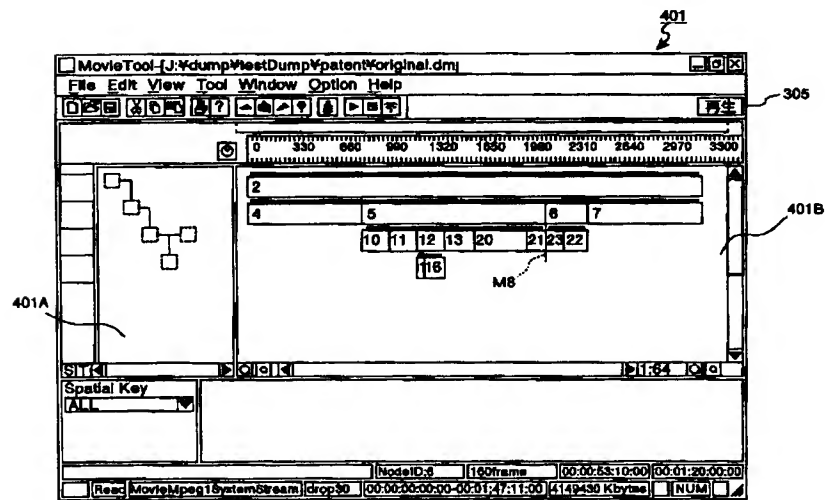 401
MovieTool-[J:¥dump¥testDump¥patent¥original.dmp
File Edit View Tool Window Option Help
再生
305
0 330 660 990 1320 1650 1980 2310 2640 2970 3300
2
4 5 6 7
10 11 12 13 20 21 23 22
16
M8
401A
401B
S T
1:64
Spatial Key
ALL
NodeID:6 160frame 00:00:53:10:00 00:01:20:00:00
Read MovieMpeg1SystemStream drop30 00:00:00:00:00-00:01:47:11:00 4149430 Kbytes NUM